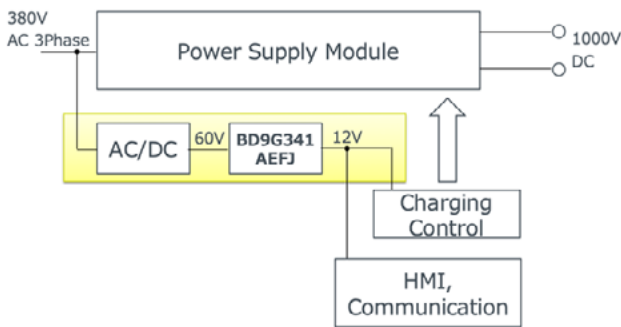 380V
AC 3Phase
Power Supply Module
1000V
DC
AC/DC
60V
BD9G341
AEFJ
12V
Charging
Control
HMI,
Communication